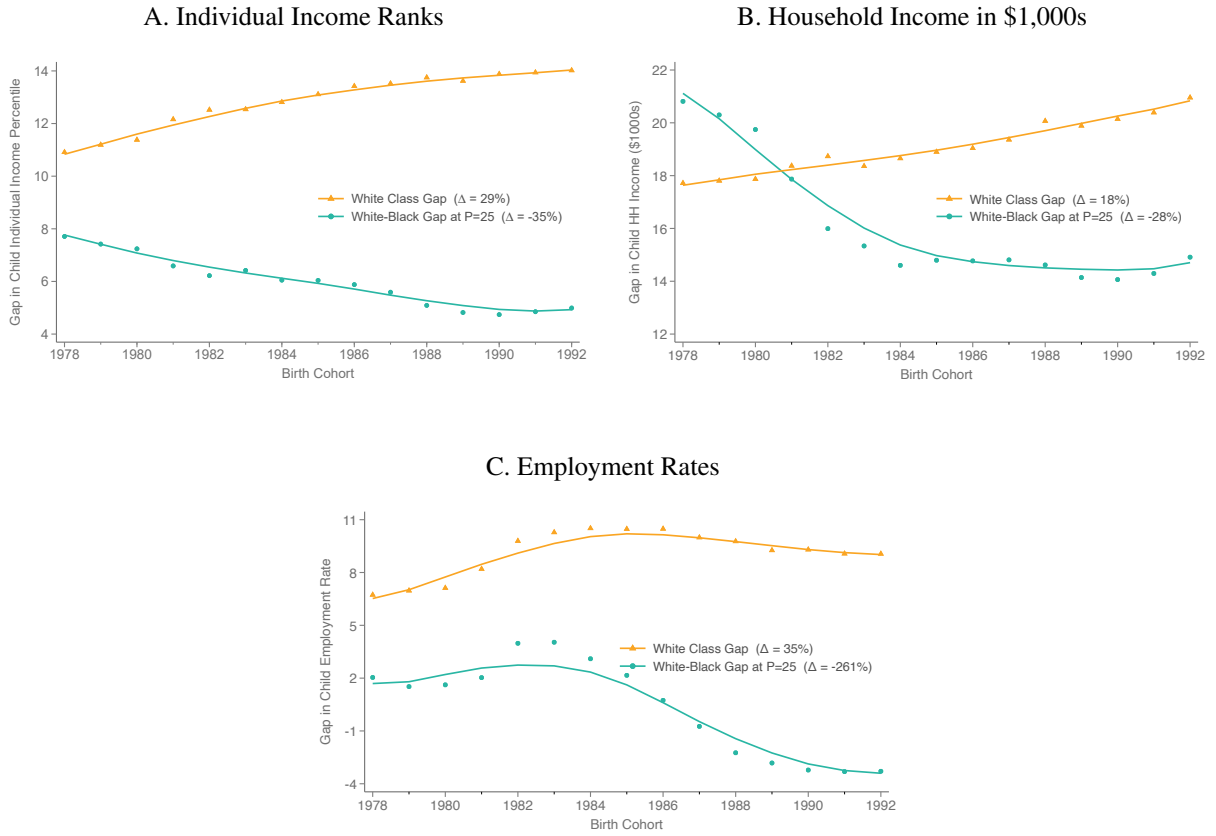 A. Individual Income Ranks
Gap in Child Individual Income Percentile
14
12
10
8
6
4
White Class Gap (Δ = 29%)
White-Black Gap at P=25 (Δ = -35%)
1978 1980 1982 1984 1986 1988 1990 1992
Birth Cohort
B. Household Income in $1,000s
Gap in Child HH Income ($1000s)
22
20
18
16
14
12
White Class Gap (Δ = 18%)
White-Black Gap at P=25 (Δ = -28%)
1978 1980 1982 1984 1986 1988 1990 1992
Birth Cohort
C. Employment Rates
Gap in Child Employment Rate
11
8
5
2
-1
-4
White Class Gap (Δ = 35%)
White-Black Gap at P=25 (Δ = -261%)
1978 1980 1982 1984 1986 1988 1990 1992
Birth Cohort